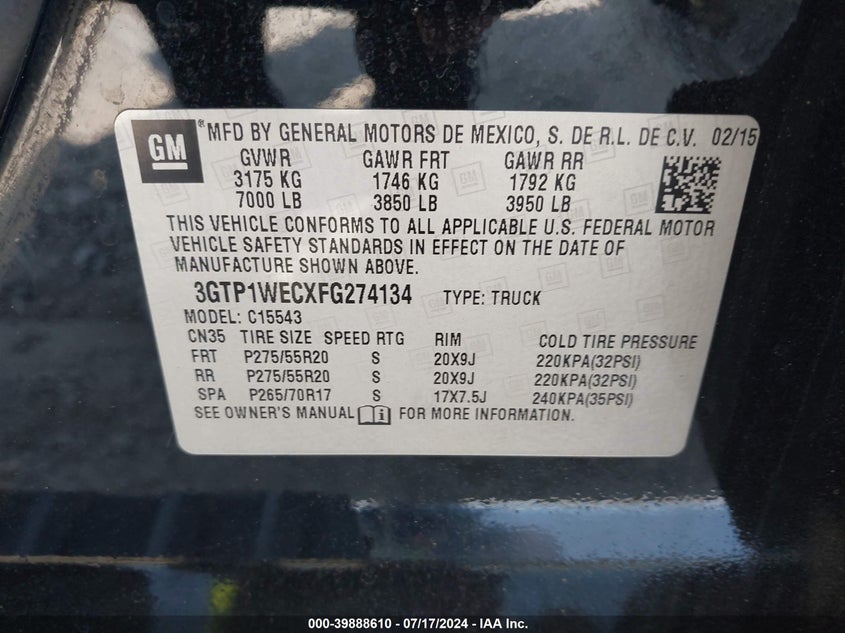 GM ® MFD BY GENERAL MOTORS DE MEXICO, S. DE R.L. DE C.V. 02/15
GVWR GAWR FRT GAWR RR
3175 KG 1746 KG 1792 KG
7000 LB 3850 LB 3950 LB
THIS VEHICLE CONFORMS TO ALL APPLICABLE U.S. FEDERAL MOTOR
VEHICLE SAFETY STANDARDS IN EFFECT ON THE DATE OF
MANUFACTURE SHOWN ABOVE.
3GTP1WECXFG274134 TYPE: TRUCK
MODEL: C15543
CN35 TIRE SIZE SPEED RTG RIM COLD TIRE PRESSURE
FRT P275/55R20 S 20X9J 220KPA(32PSI)
RR P275/55R20 S 20X9J 220KPA(32PSI)
SPA P265/70R17 S 17X7.5J 240KPA(35PSI)
SEE OWNER'S MANUAL FOR MORE INFORMATION.
000-39888610 - 07/17/2024 - IAA Inc.